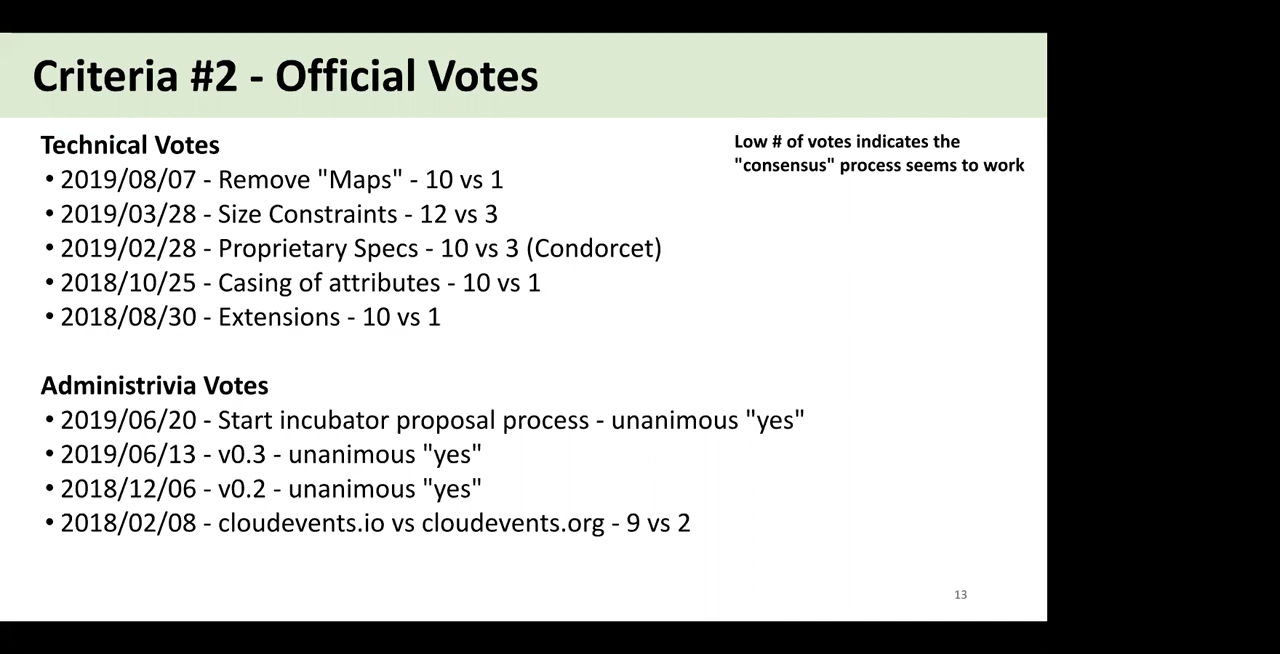 Criteria #2 - Official Votes
Technical Votes
• 2019/08/07 - Remove "Maps" - 10 vs 1
• 2019/03/28 - Size Constraints - 12 vs 3
• 2019/02/28 - Proprietary Specs - 10 vs 3 (Condorcet)
• 2018/10/25 - Casing of attributes - 10 vs 1
• 2018/08/30 - Extensions - 10 vs 1
Low # of votes indicates the
"consensus" process seems to work
Administrivia Votes
• 2019/06/20 - Start incubator proposal process - unanimous "yes"
• 2019/06/13 - v0.3 - unanimous "yes"
• 2018/12/06 - v0.2 - unanimous "yes"
• 2018/02/08 - cloudevents.io vs cloudevents.org - 9 vs 2
13